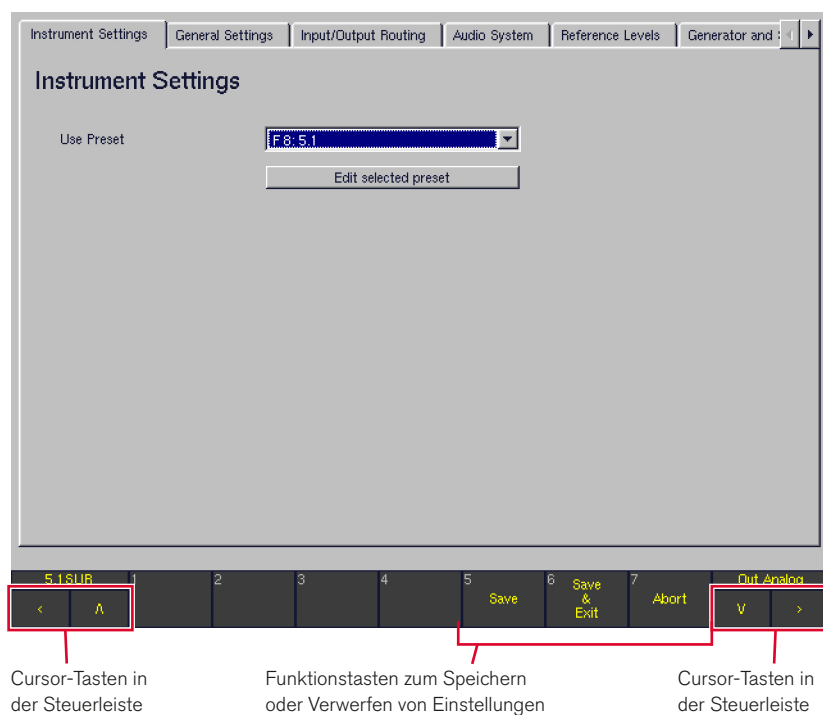 Instrument Settings General Settings Input/Output Routing Audio System Reference Levels Generator and
Instrument Settings
Use Preset F 8: 5.1
Edit selected preset
5.1SUB 1 2 3 4 5 6 7 Out Analog
< Λ Save Save & Exit Abort V >
Cursor-Tasten in
der Steuerleiste
Funktionstasten zum Speichern
oder Verwerfen von Einstellungen
Cursor-Tasten in
der Steuerleiste